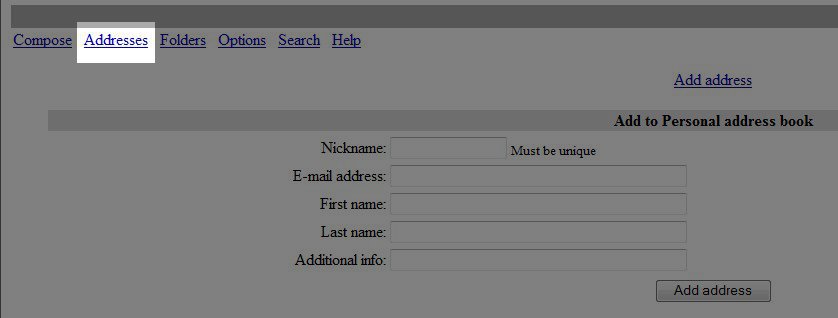 Compose Addresses Folders Options Search Help
Add address
Add to Personal address book
Nickname: Must be unique
E-mail address:
First name:
Last name:
Additional info:
Add address